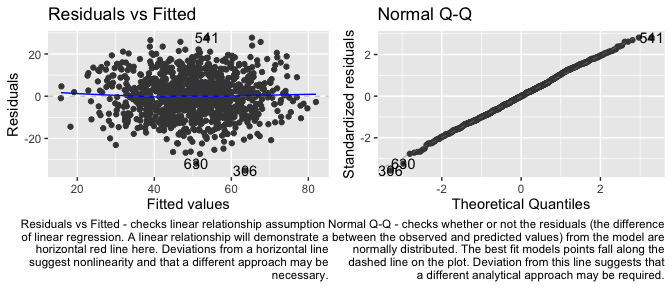 Residuals vs Fitted
541
20
0
-20
630
306
20
40
60
80
Residuals
Fitted values
Residuals vs Fitted - checks linear relationship assumption
of linear regression. A linear relationship will demonstrate a
horizontal red line here. Deviations from a horizontal line
suggest nonlinearity and that a different approach may be
necessary.
Normal Q-Q
541
2
0
-2
630
306
-2
0
2
Standardized residuals
Theoretical Quantiles
Normal Q-Q - checks whether or not the residuals (the difference
between the observed and predicted values) from the model are
normally distributed. The best fit models points fall along the
dashed line on the plot. Deviation from this line suggests that
a different analytical approach may be required.